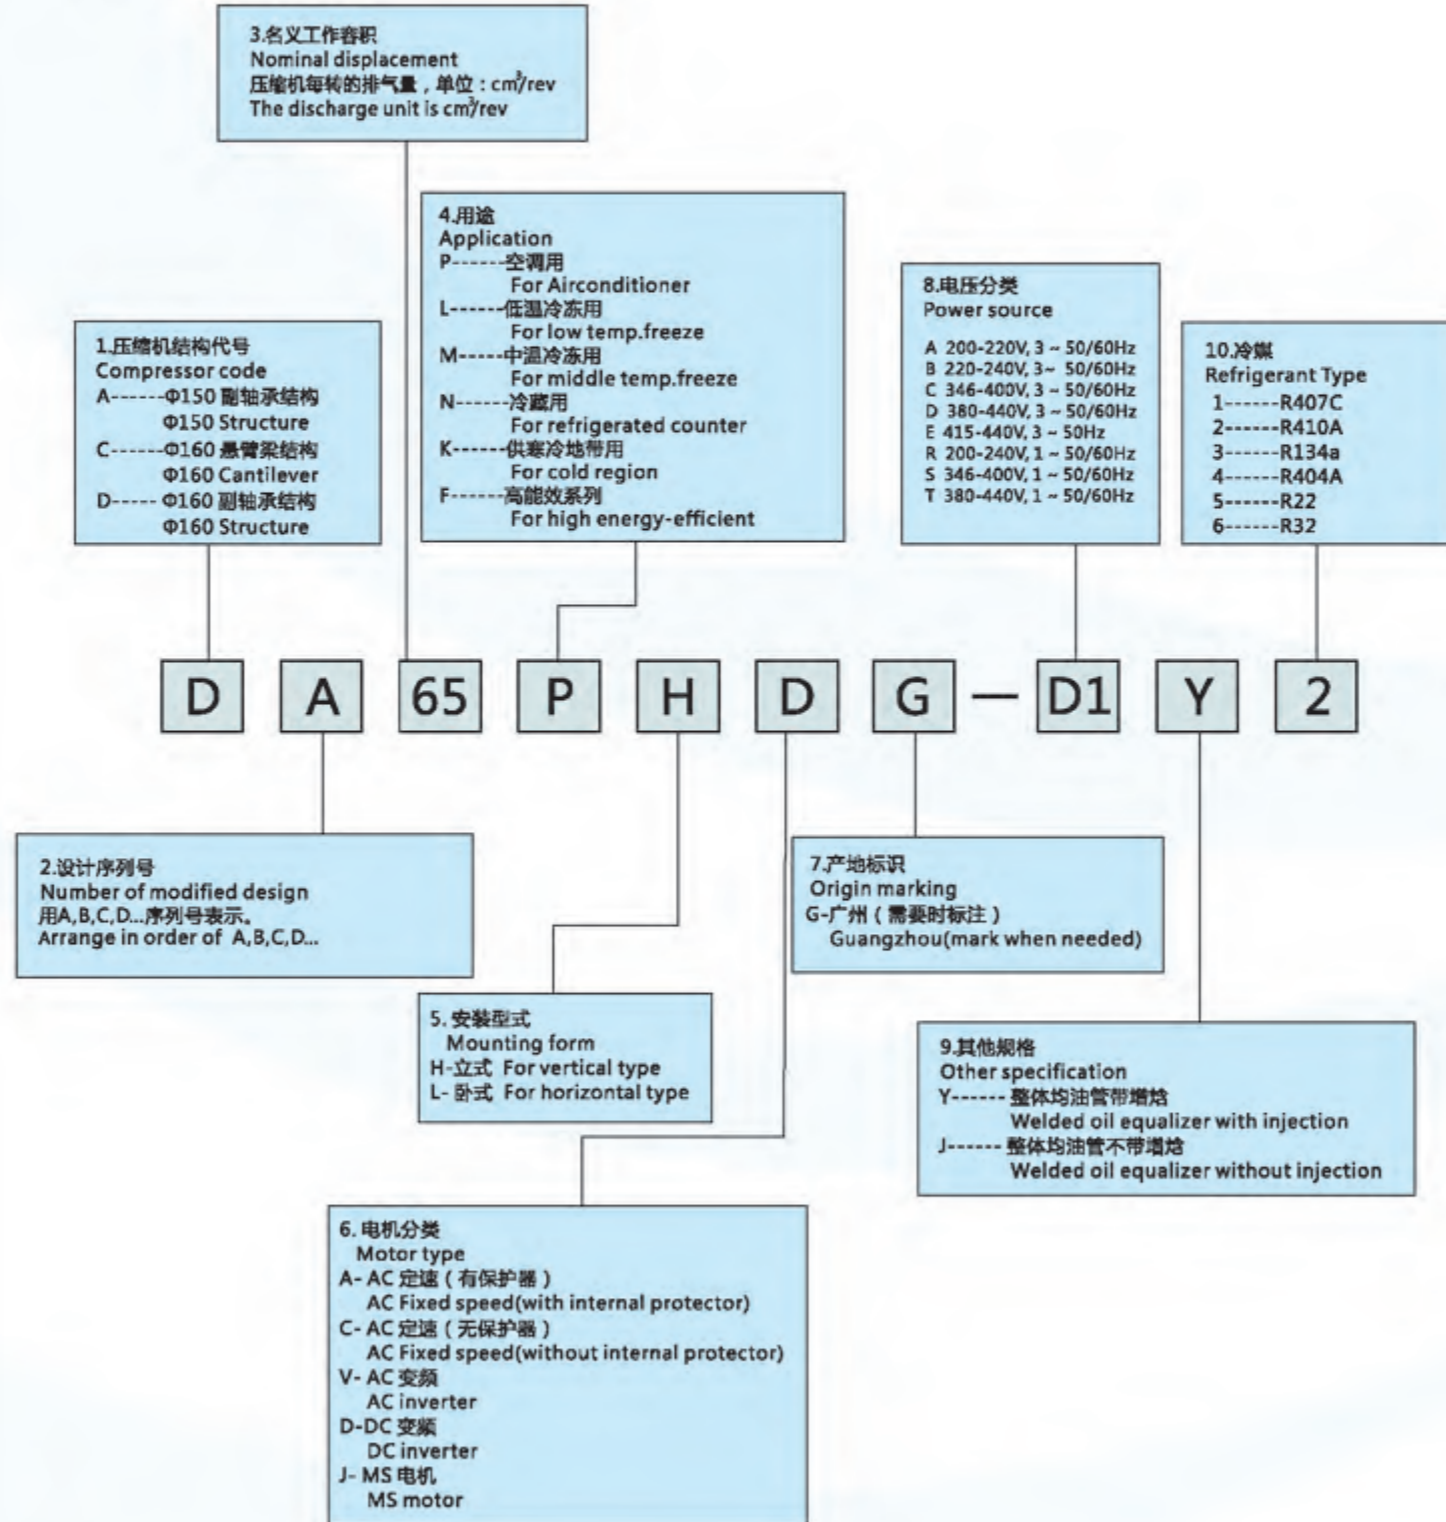 3.名义工作容积
Nominal displacement
压缩机每转的排气量，单位：cm³/rev
The discharge unit is cm³/rev
4.用途
Application
P------空调用
For Airconditioner
L------低温冷冻用
For low temp.freeze
M-----中温冷冻用
For middle temp.freeze
N------冷藏用
For refrigerated counter
K------供寒冷地带用
For cold region
F------高能效系列
For high energy-efficient
8.电压分类
Power source
A 200-220V, 3 ~ 50/60Hz
B 220-240V, 3~ 50/60Hz
C 346-400V, 3 ~ 50/60Hz
D 380-440V, 3 ~ 50/60Hz
E 415-440V, 3 ~ 50Hz
R 200-240V, 1 ~ 50/60Hz
S 346-400V, 1 ~ 50/60Hz
T 380-440V, 1 ~ 50/60Hz
1.压缩机结构代号
Compressor code
A------Φ150 副轴承结构
Φ150 Structure
C------Φ160 悬臂梁结构
Φ160 Cantilever
D----- Φ160 副轴承结构
Φ160 Structure
10.冷媒
Refrigerant Type
1------R407C
2------R410A
3------R134a
4------R404A
5------R22
6------R32
D A 65 P H D G — D1 Y 2
2.设计序列号
Number of modified design
用A,B,C,D...序列号表示。
Arrange in order of A,B,C,D...
7.产地标识
Origin marking
G-广州（需要时标注）
Guangzhou(mark when needed)
5. 安装型式
Mounting form
H-立式 For vertical type
L- 卧式 For horizontal type
9.其他规格
Other specification
Y------ 整体均油管带增焓
Welded oil equalizer with injection
J------ 整体均油管不带增焓
Welded oil equalizer without injection
6. 电机分类
Motor type
A- AC 定速（有保护器）
AC Fixed speed(with internal protector)
C- AC 定速（无保护器）
AC Fixed speed(without internal protector)
V- AC 变频
AC inverter
D-DC 变频
DC inverter
J- MS 电机
MS motor